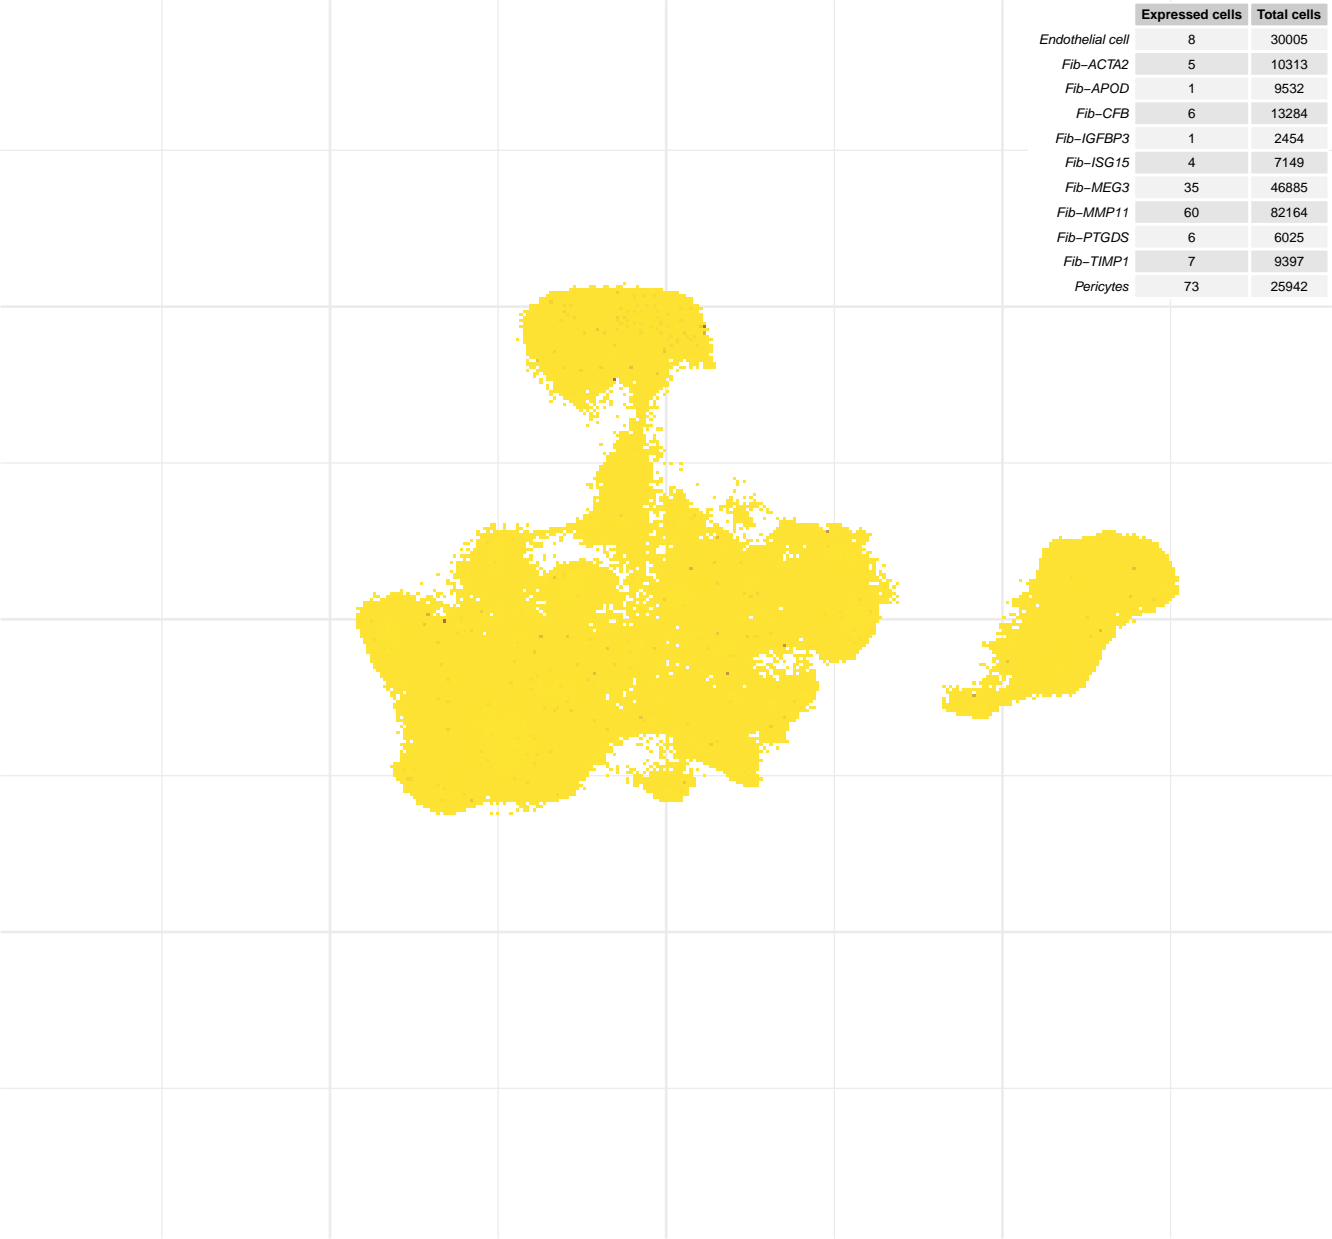 Expressed cells Total cells
Endothelial cell 8 30005
Fib−ACTA2 5 10313
Fib−APOD 1 9532
Fib−CFB 6 13284
Fib−IGFBP3 1 2454
Fib−ISG15 4 7149
Fib−MEG3 35 46885
Fib−MMP11 60 82164
Fib−PTGDS 6 6025
Fib−TIMP1 7 9397
Pericytes 73 25942